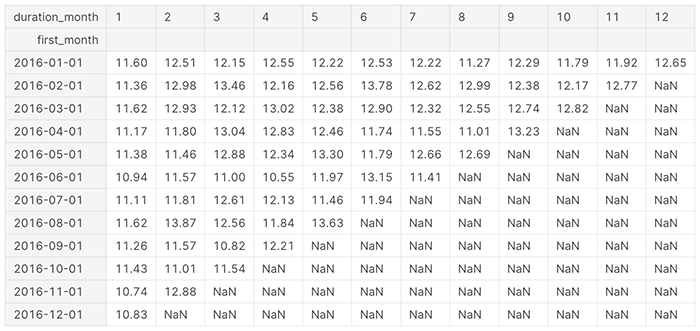 duration_month 1 2 3 4 5 6 7 8 9 10 11 12
first_month
2016-01-01 11.60 12.51 12.15 12.55 12.22 12.53 12.22 11.27 12.29 11.79 11.92 12.65
2016-02-01 11.36 12.98 13.46 12.16 12.56 13.78 12.62 12.99 12.38 12.17 12.77 NaN
2016-03-01 11.62 12.93 12.12 13.02 12.38 12.90 12.32 12.55 12.74 12.82 NaN NaN
2016-04-01 11.17 11.80 13.04 12.83 12.46 11.74 11.55 11.01 13.23 NaN NaN NaN
2016-05-01 11.38 11.46 12.88 12.34 13.30 11.79 12.66 12.69 NaN NaN NaN NaN
2016-06-01 10.94 11.57 11.00 10.55 11.97 13.15 11.41 NaN NaN NaN NaN NaN
2016-07-01 11.11 11.81 12.61 12.13 11.46 11.94 NaN NaN NaN NaN NaN NaN
2016-08-01 11.62 13.87 12.56 11.84 13.63 NaN NaN NaN NaN NaN NaN NaN
2016-09-01 11.26 11.57 10.82 12.21 NaN NaN NaN NaN NaN NaN NaN NaN
2016-10-01 11.43 11.01 11.54 NaN NaN NaN NaN NaN NaN NaN NaN NaN
2016-11-01 10.74 12.88 NaN NaN NaN NaN NaN NaN NaN NaN NaN NaN
2016-12-01 10.83 NaN NaN NaN NaN NaN NaN NaN NaN NaN NaN NaN